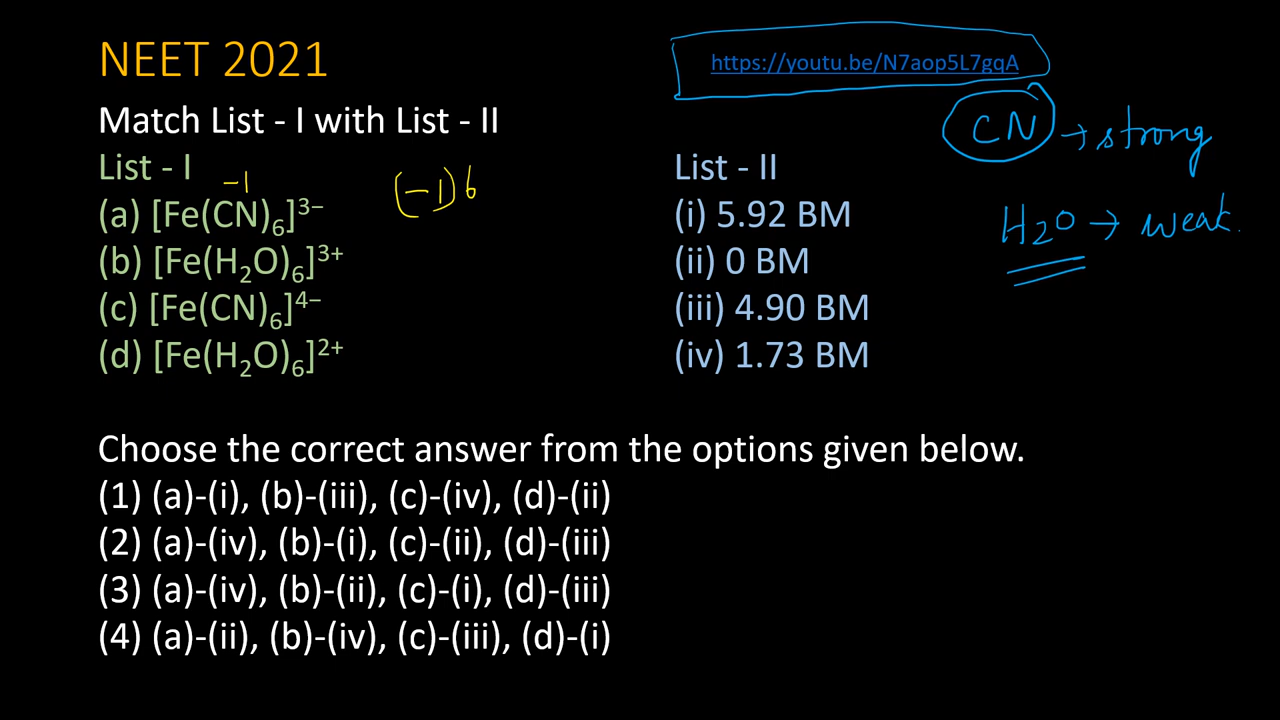 NEET 2021
https://youtu.be/N7aop5L7gqA
Match List - I with List - II
CN⁻ → strong
List - I
List - II
-1
(-1)6
(a) [Fe(CN)₆]³⁻
(i) 5.92 BM
H₂O → weak.
(b) [Fe(H₂O)₆]³⁺
(ii) 0 BM
(c) [Fe(CN)₆]⁴⁻
(iii) 4.90 BM
(d) [Fe(H₂O)₆]²⁺
(iv) 1.73 BM
Choose the correct answer from the options given below.
(1) (a)-(i), (b)-(iii), (c)-(iv), (d)-(ii)
(2) (a)-(iv), (b)-(i), (c)-(ii), (d)-(iii)
(3) (a)-(iv), (b)-(ii), (c)-(i), (d)-(iii)
(4) (a)-(ii), (b)-(iv), (c)-(iii), (d)-(i)